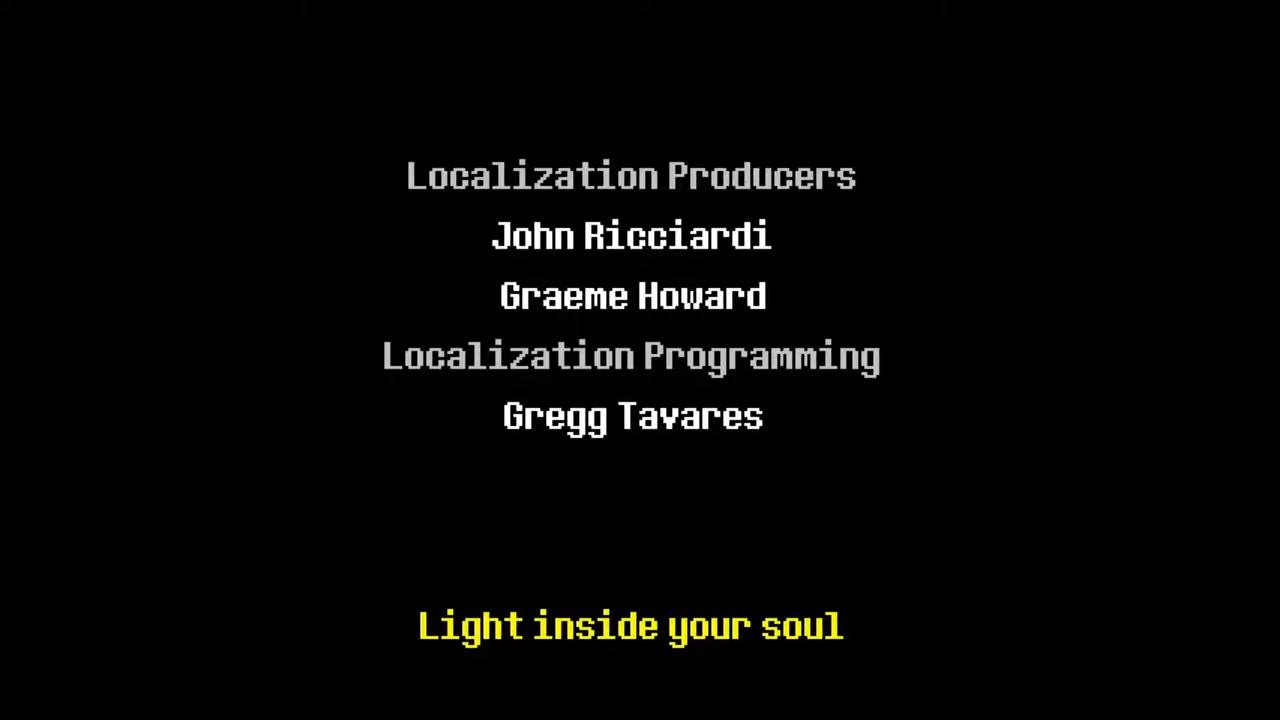 Localization Producers
John Ricciardi
Graeme Howard
Localization Programming
Gregg Tavares
Light inside your soul